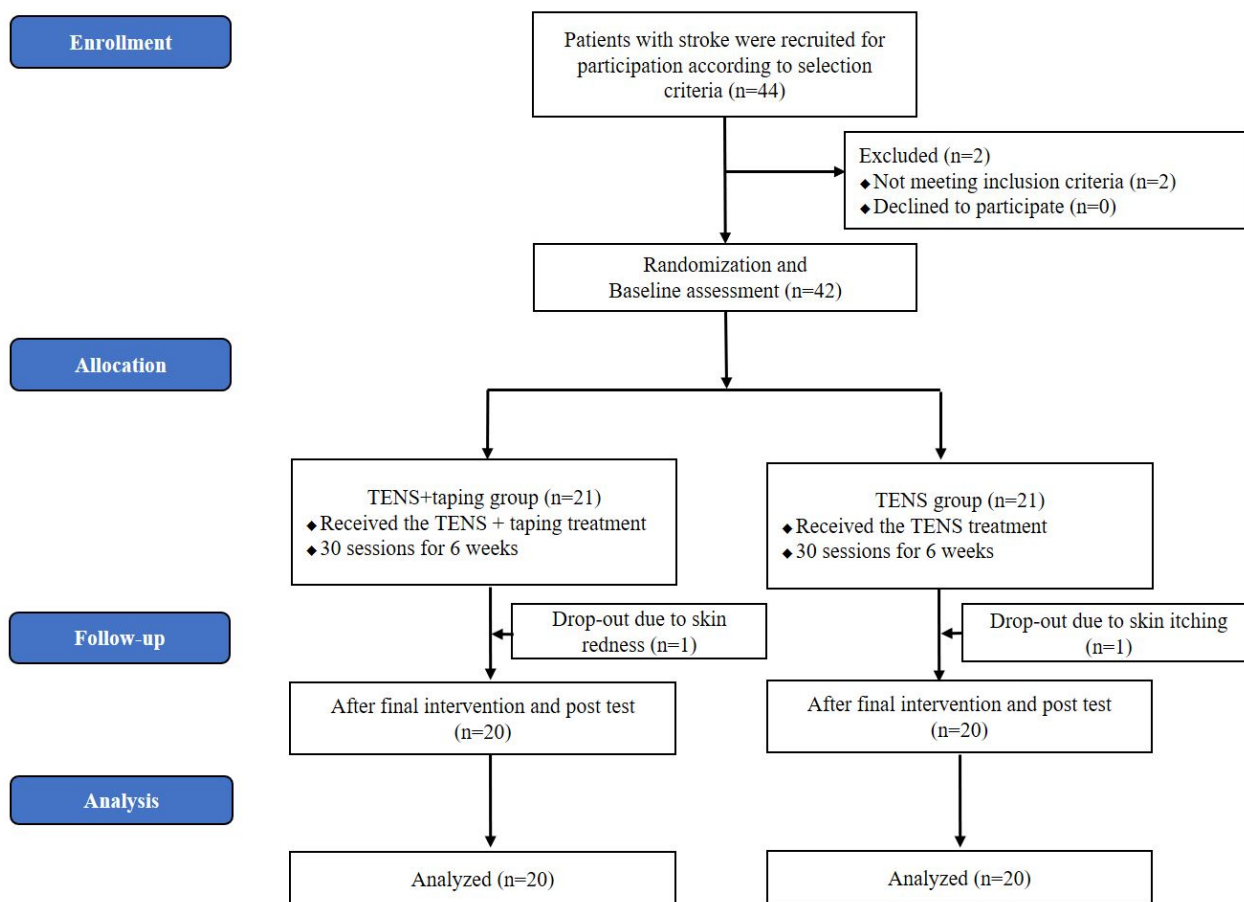 Enrollment
Patients with stroke were recruited for
participation according to selection
criteria (n=44)
Excluded (n=2)
◆Not meeting inclusion criteria (n=2)
◆Declined to participate (n=0)
Randomization and
Baseline assessment (n=42)
Allocation
TENS+taping group (n=21)
◆Received the TENS + taping treatment
◆30 sessions for 6 weeks
TENS group (n=21)
◆Received the TENS treatment
◆30 sessions for 6 weeks
Follow-up
Drop-out due to skin
redness (n=1)
Drop-out due to skin itching
(n=1)
After final intervention and post test
(n=20)
After final intervention and post test
(n=20)
Analysis
Analyzed (n=20)
Analyzed (n=20)